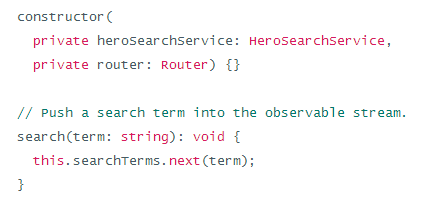 constructor(
  private heroSearchService: HeroSearchService,
  private router: Router) {}

// Push a search term into the observable stream.
search(term: string): void {
  this.searchTerms.next(term);
}